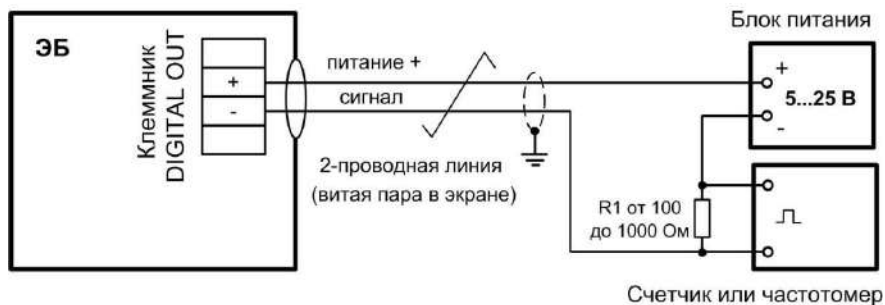 ЭБ
Клеммник
DIGITAL OUT
+
-
питание +
сигнал
2-проводная линия
(витая пара в экране)
Блок питания
+
5...25 В
-
R1 от 100
до 1000 Ом
Счетчик или частотомер